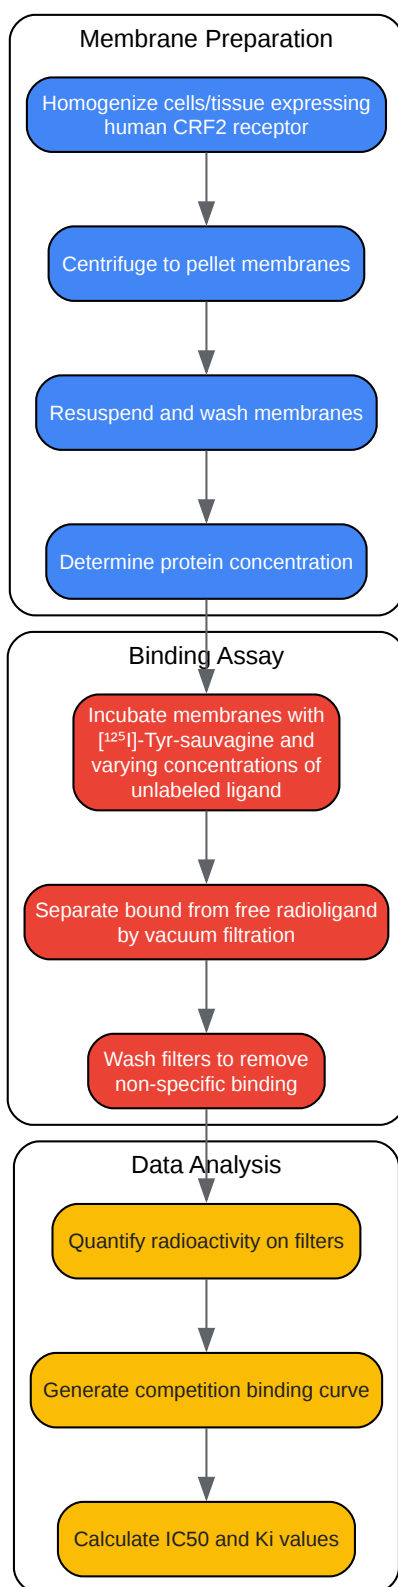 Membrane Preparation
Homogenize cells/tissue expressing
human CRF2 receptor
Centrifuge to pellet membranes
Resuspend and wash membranes
Determine protein concentration
Binding Assay
Incubate membranes with
[¹²⁵I]-Tyr-sauvagine and
varying concentrations of
unlabeled ligand
Separate bound from free radioligand
by vacuum filtration
Wash filters to remove
non-specific binding
Data Analysis
Quantify radioactivity on filters
Generate competition binding curve
Calculate IC50 and Ki values